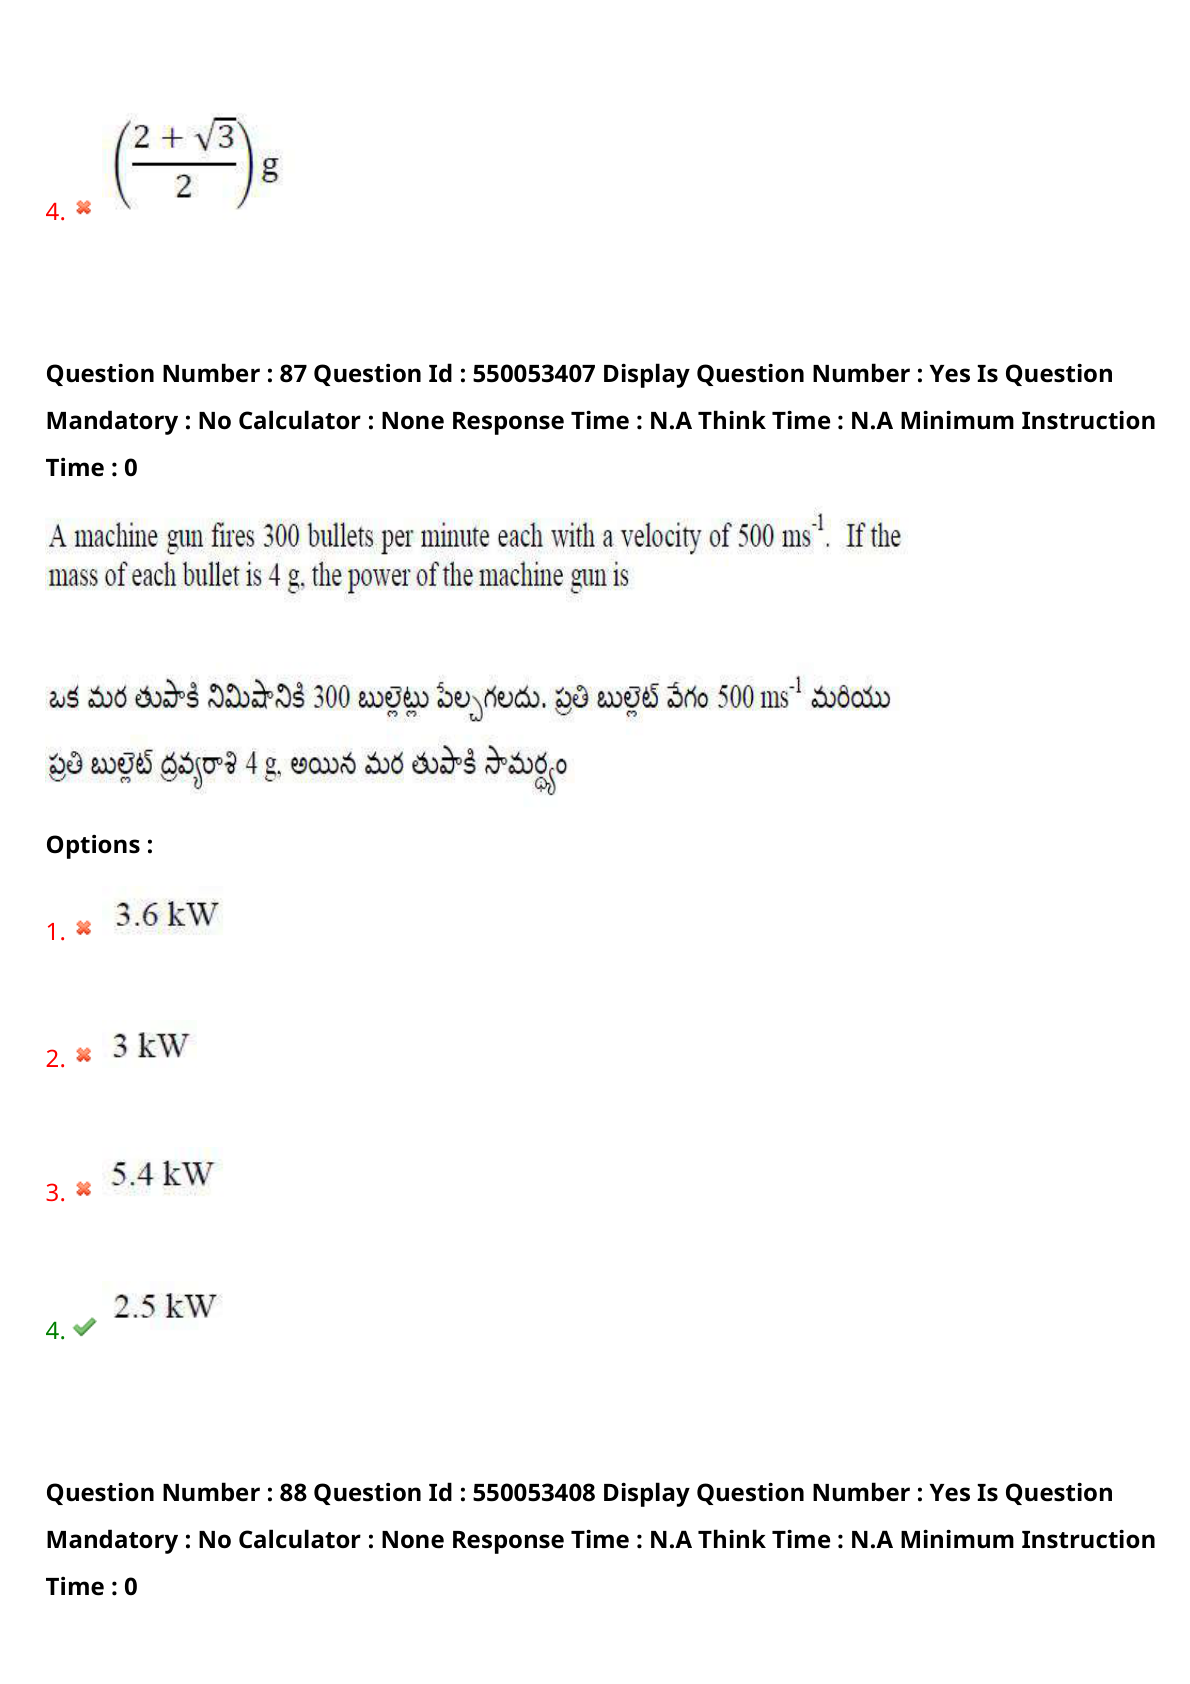 4. (2 + √3 / 2) g
Question Number : 87 Question Id : 550053407 Display Question Number : Yes Is Question
Mandatory : No Calculator : None Response Time : N.A Think Time : N.A Minimum Instruction
Time : 0
A machine gun fires 300 bullets per minute each with a velocity of 500 ms⁻¹. If the
mass of each bullet is 4 g, the power of the machine gun is
ఒక మర తుపాకి నిమిషానికి 300 బుల్లెట్లు పేల్చగలదు. ప్రతి బుల్లెట్ వేగం 500 ms⁻¹ మరియు
ప్రతి బుల్లెట్ ద్రవ్యరాశి 4 g, అయిన మర తుపాకి సామర్థ్యం
Options :
1. 3.6 kW
2. 3 kW
3. 5.4 kW
4. 2.5 kW
Question Number : 88 Question Id : 550053408 Display Question Number : Yes Is Question
Mandatory : No Calculator : None Response Time : N.A Think Time : N.A Minimum Instruction
Time : 0